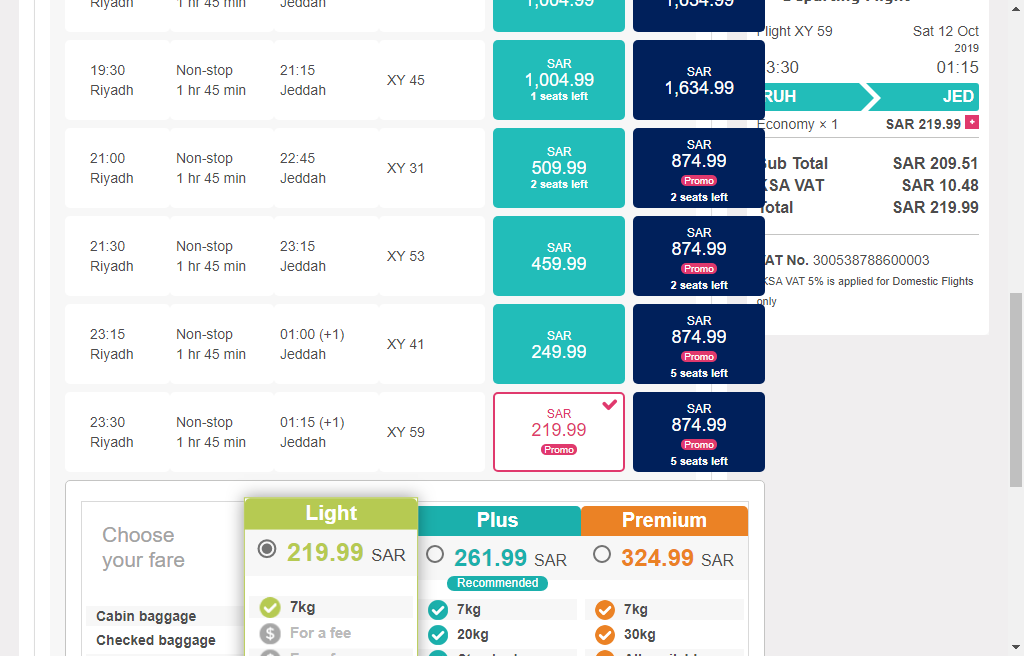 Riyadh
1 hr 45 min
Jeddah
1,004.99
1,634.99
Departing Flight
19:30
Riyadh
Non-stop
1 hr 45 min
21:15
Jeddah
XY 45
SAR
1,004.99
1 seats left
SAR
1,634.99
21:00
Riyadh
Non-stop
1 hr 45 min
22:45
Jeddah
XY 31
SAR
509.99
2 seats left
SAR
874.99
Promo
2 seats left
21:30
Riyadh
Non-stop
1 hr 45 min
23:15
Jeddah
XY 53
SAR
459.99
SAR
874.99
Promo
2 seats left
23:15
Riyadh
Non-stop
1 hr 45 min
01:00 (+1)
Jeddah
XY 41
SAR
249.99
SAR
874.99
Promo
5 seats left
23:30
Riyadh
Non-stop
1 hr 45 min
01:15 (+1)
Jeddah
XY 59
SAR
219.99
Promo
SAR
874.99
Promo
5 seats left
Flight XY 59
Sat 12 Oct
2019
3:30
01:15
RUH
JED
Economy × 1
SAR 219.99 +
Sub Total
SAR 209.51
KSA VAT
SAR 10.48
Total
SAR 219.99
VAT No. 300538788600003
KSA VAT 5% is applied for Domestic Flights
only
Choose
your fare
Cabin baggage
Checked baggage
Light
219.99 SAR
7kg
$ For a fee
Plus
261.99 SAR
Recommended
7kg
20kg
Premium
324.99 SAR
7kg
30kg